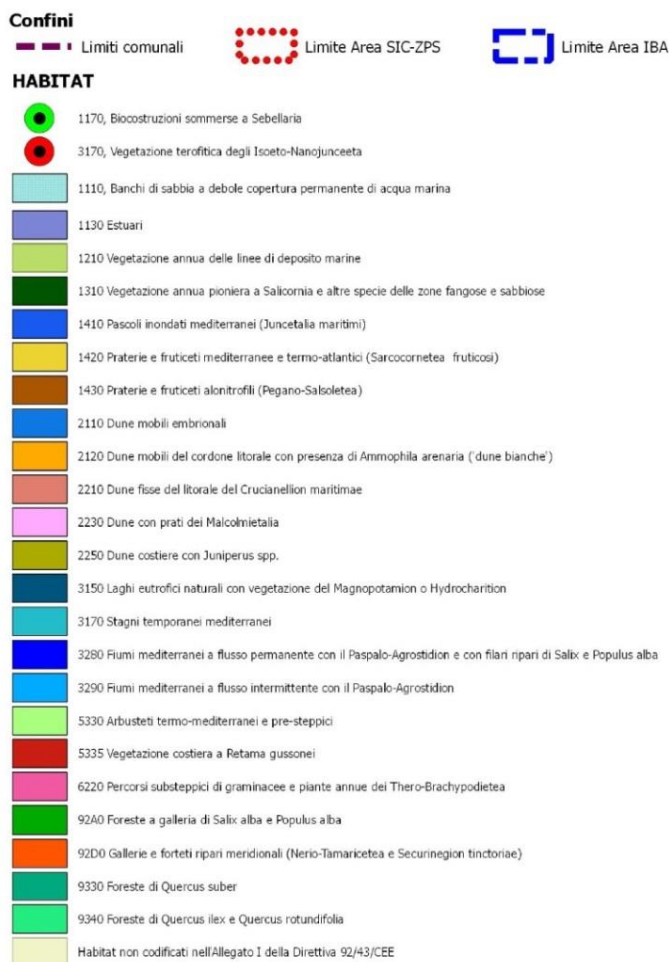 Confini
Limiti comunali Limite Area SIC-ZPS Limite Area IBA
HABITAT
1170, Biocostruzioni sommerse a Sebellaria
3170, Vegetazione terofitica degli Isoeto-Nanojunceeta
1110, Banchi di sabbia a debole copertura permanente di acqua marina
1130 Estuari
1210 Vegetazione annua delle linee di deposito marine
1310 Vegetazione annua pioniera a Salicornia e altre specie delle zone fangose e sabbiose
1410 Pascoli inondati mediterranei (Juncetalia maritimi)
1420 Praterie e fruticeti mediterranee e termo-atlantici (Sarcocornetea fruticosi)
1430 Praterie e fruticeti alonitrofili (Pegano-Salsoletea)
2110 Dune mobili embrionali
2120 Dune mobili del cordone litorale con presenza di Ammophila arenaria ('dune bianche')
2210 Dune fisse del litorale del Crucianellion maritimae
2230 Dune con prati dei Malcolmietalia
2250 Dune costiere con Juniperus spp.
3150 Laghi eutrofici naturali con vegetazione del Magnopotamion o Hydrocharition
3170 Stagni temporanei mediterranei
3280 Fiumi mediterranei a flusso permanente con il Paspalo-Agrostidion e con filari ripari di Salix e Populus alba
3290 Fiumi mediterranei a flusso intermittente con il Paspalo-Agrostidion
5330 Arbusteti termo-mediterranei e pre-steppici
5335 Vegetazione costiera a Retama gussonei
6220 Percorsi substeppici di graminacee e piante annue dei Thero-Brachypodietea
92A0 Foreste a galleria di Salix alba e Populus alba
92D0 Gallerie e forteti ripari meridionali (Nerio-Tamaricetea e Securinegion tinctoriae)
9330 Foreste di Quercus suber
9340 Foreste di Quercus ilex e Quercus rotundifolia
Habitat non codificati nell'Allegato I della Direttiva 92/43/CEE